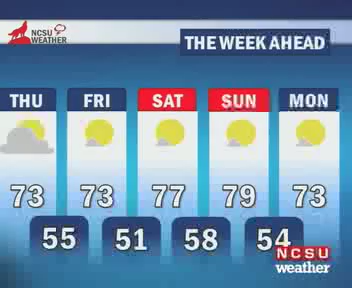 NCSU
WEATHER
THE WEEK AHEAD
THU FRI SAT SUN MON
73 73 77 79 73
55 51 58 54
NCSU
weather